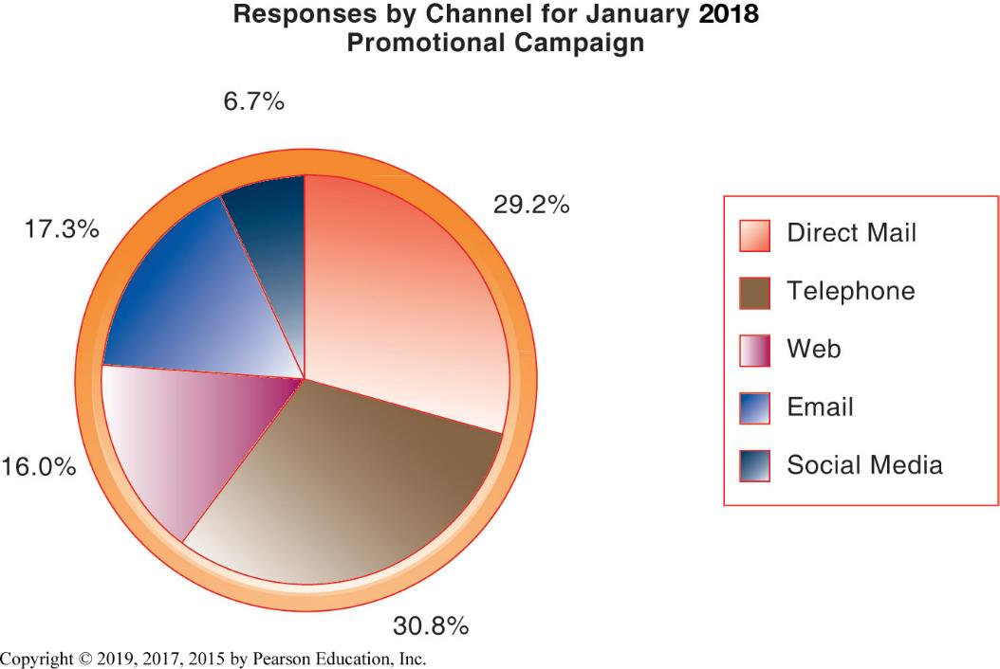 Responses by Channel for January 2018
Promotional Campaign
6.7%
29.2%
17.3%
16.0%
30.8%
Direct Mail
Telephone
Web
Email
Social Media
Copyright © 2019, 2017, 2015 by Pearson Education, Inc.